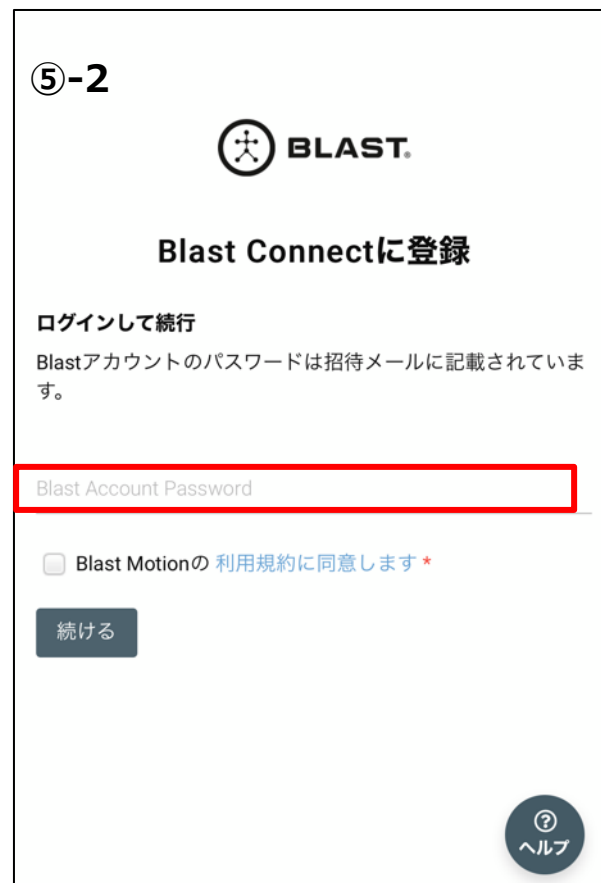 ⑤-2
BLAST®
Blast Connectに登録
ログインして続行
Blastアカウントのパスワードは招待メールに記載されていま
す。
Blast Account Password
Blast Motionの 利用規約に同意します *
続ける
?
ヘルプ